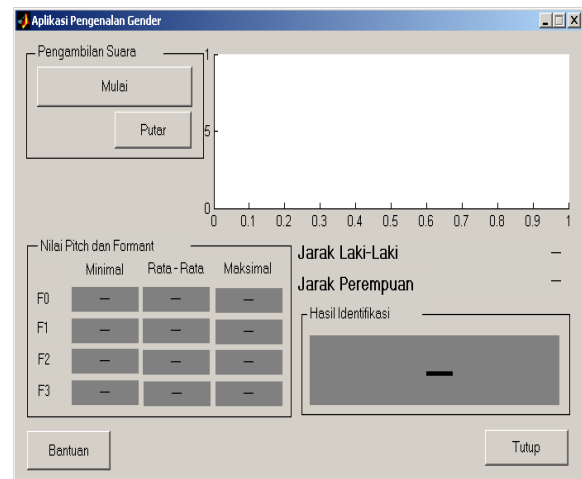 Aplikasi Pengenalan Gender
Pengambilan Suara
Mulai
Putar
1
5
0
0 0.1 0.2 0.3 0.4 0.5 0.6 0.7 0.8 0.9 1
Nilai Pitch dan Formant
Minimal Rata - Rata Maksimal
F0 – – –
F1 – – –
F2 – – –
F3 – – –
Jarak Laki-Laki –
Jarak Perempuan –
Hasil Identifikasi
–
Bantuan
Tutup